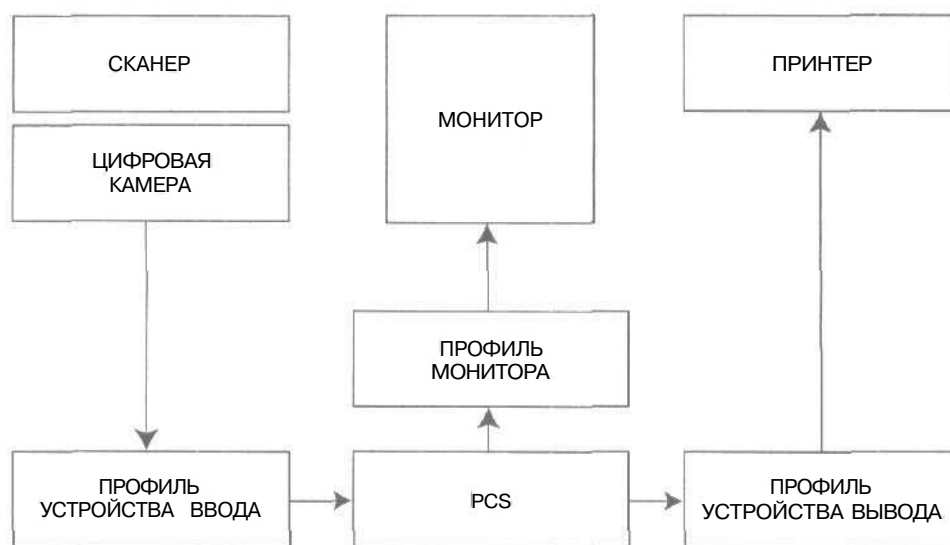 СКАНЕР
ЦИФРОВАЯ
КАМЕРА
МОНИТОР
ПРИНТЕР
ПРОФИЛЬ
МОНИТОРА
ПРОФИЛЬ
УСТРОЙСТВА ВВОДА
PCS
ПРОФИЛЬ
УСТРОЙСТВА ВЫВОДА